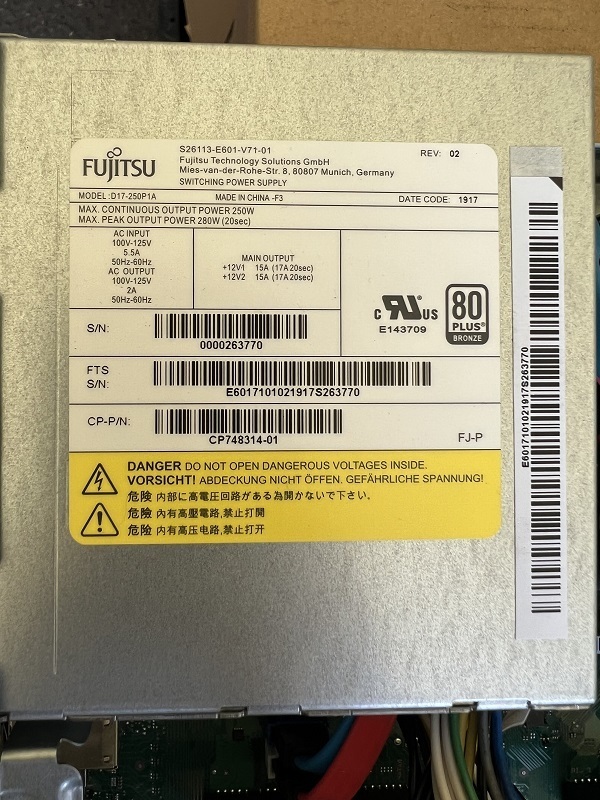 FUJITSU
S26113-E601-V71-01
REV: 02
Fujitsu Technology Solutions GmbH
Mies-van-der-Rohe-Str. 8, 80807 Munich, Germany
SWITCHING POWER SUPPLY
MODEL: D17-250P1A MADE IN CHINA -F3 DATE CODE: 1917
MAX. CONTINUOUS OUTPUT POWER 250W
MAX. PEAK OUTPUT POWER 280W (20sec)
AC INPUT
100V-125V
5.5A
50Hz-60Hz
AC OUTPUT
100V-125V
2A
50Hz-60Hz
MAIN OUTPUT
+12V1 15A (17A 20sec)
+12V2 15A (17A 20sec)
c RU US
E143709
80
PLUS®
BRONZE
S/N:
0000263770
FTS
S/N:
E6017101021917S263770
CP-P/N:
CP748314-01
FJ-P
DANGER DO NOT OPEN DANGEROUS VOLTAGES INSIDE.
VORSICHT! ABDECKUNG NICHT ÖFFEN. GEFÄHRLICHE SPANNUNG!
危険 内部に高電圧回路がある為開かないで下さい。
危險 內有高壓電路,禁止打開
危险 内有高压电路,禁止打开
E6017101021917S263770